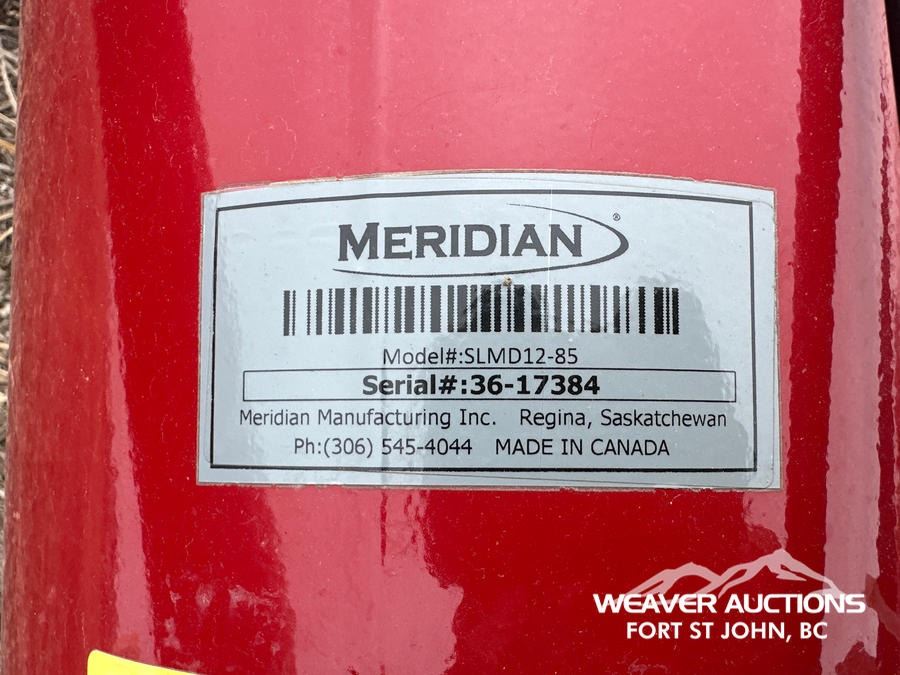 MERIDIAN®
Model#:SLMD12-85
Serial#:36-17384
Meridian Manufacturing Inc. Regina, Saskatchewan
Ph:(306) 545-4044 MADE IN CANADA
WEAVER AUCTIONS
FORT ST JOHN, BC